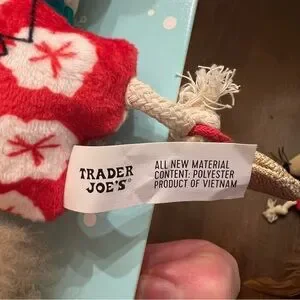 TRADER
JOE'S®
ALL NEW MATERIAL
CONTENT: POLYESTER
PRODUCT OF VIETNAM